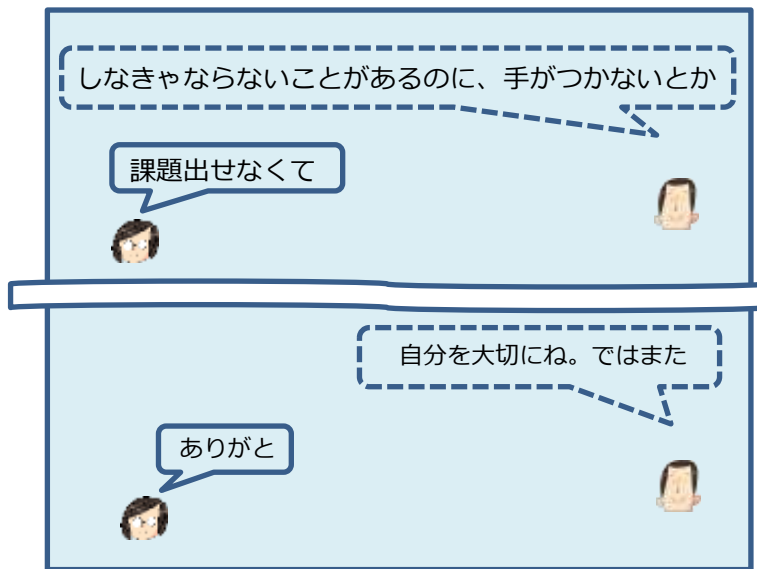 しなきゃならないことがあるのに、手がつかないとか
課題出せなくて
自分を大切にね。ではまた
ありがと